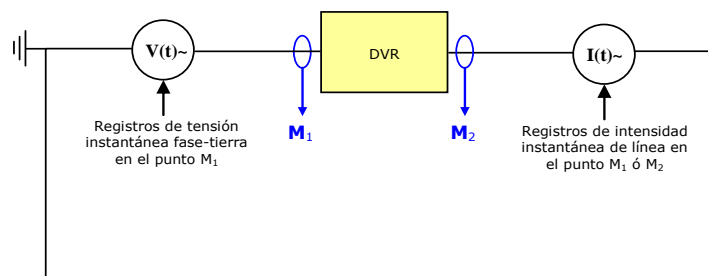 V(t)~
DVR
I(t)~
M₁
M₂
Registros de tensión
instantánea fase-tierra
en el punto M₁
Registros de intensidad
instantánea de línea en
el punto M₁ ó M₂